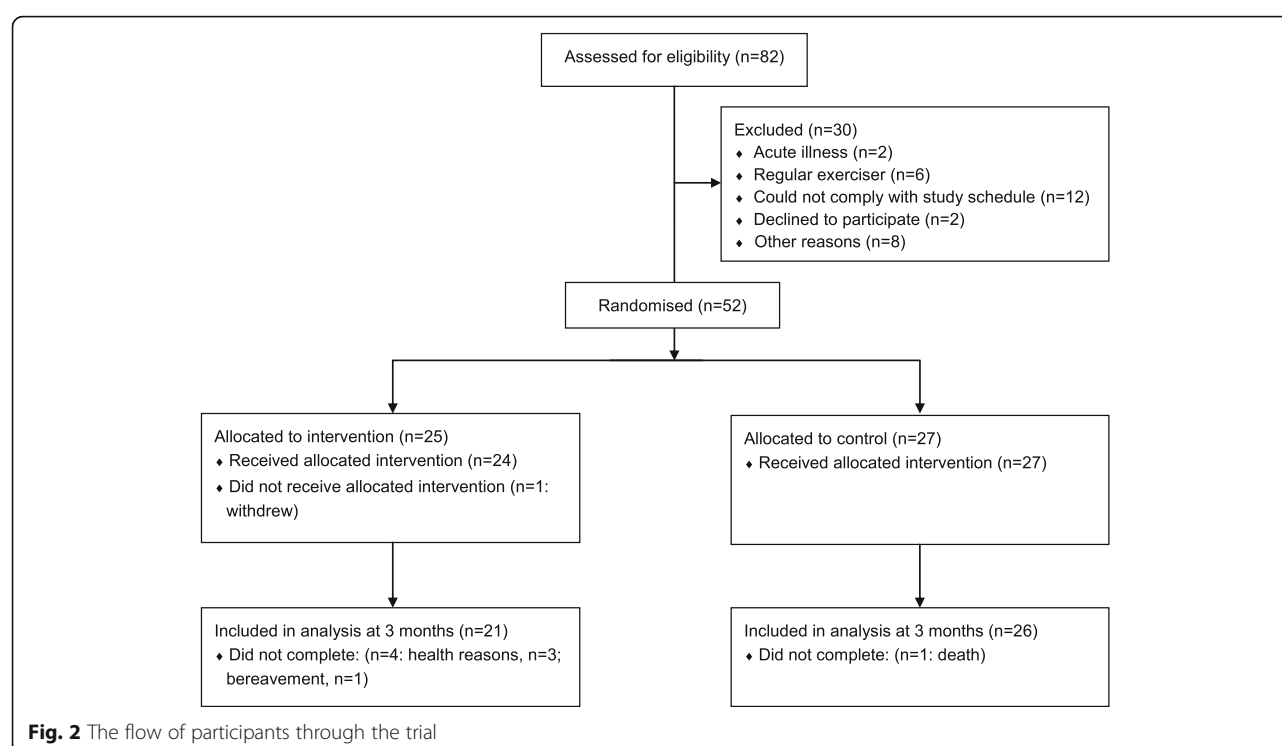 Assessed for eligibility (n=82)
Excluded (n=30)
♦ Acute illness (n=2)
♦ Regular exerciser (n=6)
♦ Could not comply with study schedule (n=12)
♦ Declined to participate (n=2)
♦ Other reasons (n=8)
Randomised (n=52)
Allocated to intervention (n=25)
♦ Received allocated intervention (n=24)
♦ Did not receive allocated intervention (n=1:
withdrew)
Allocated to control (n=27)
♦ Received allocated intervention (n=27)
Included in analysis at 3 months (n=21)
♦ Did not complete: (n=4: health reasons, n=3;
bereavement, n=1)
Included in analysis at 3 months (n=26)
♦ Did not complete: (n=1: death)
Fig. 2 The flow of participants through the trial